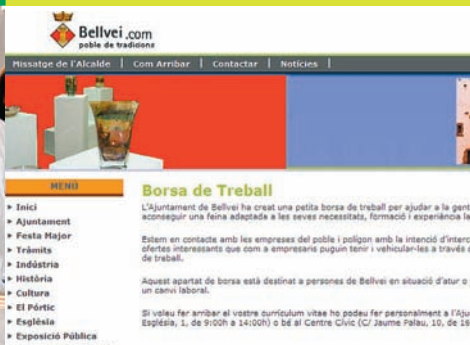 Bellvei .com
poble de tradicions
Missatge de l'Alcalde | Com Arribar | Contactar | Notícies |
MENÚ
Inici
Ajuntament
Festa Major
Tràmits
Indústria
Història
Cultura
El Pòrtic
Església
Exposició Pública
Borsa de Treball
L'Ajuntament de Bellvei ha creat una petita borsa de treball per ajudar a la gent
aconseguir una feina adaptada a les seves necessitats, formació i experiència
Estem en contacte amb les empreses del poble i polígon amb la intenció
ofertes interessants que com a empresaris puguin tenir i vehicular-les a través
de treball.
Aquest apartat de borsa està destinat a persones de Bellvei en situació d'atur o
un canvi laboral.
Si voleu fer arribar el vostre currículum vitae ho podeu fer personalment a
Església, 1, de 9:00h a 14:00h) o bé al Centre Cívic (C/ Jaume Palau, 10, de